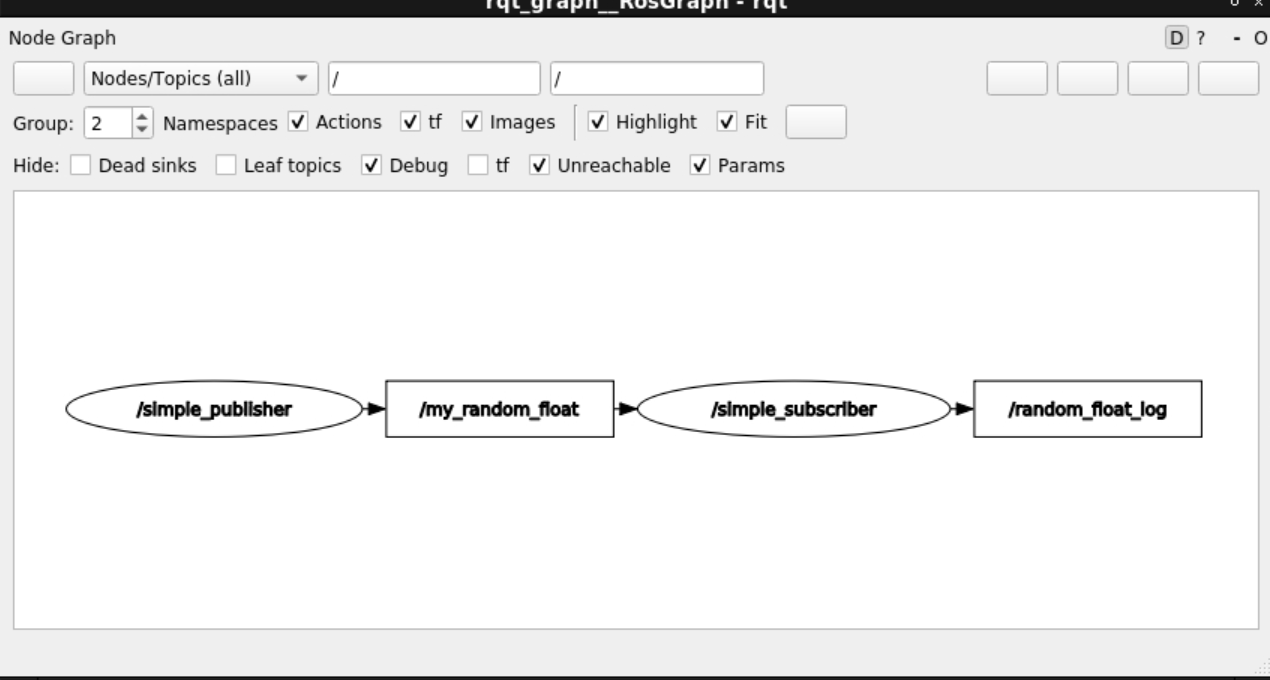 rqt_graph__RosGraph - rqt
Node Graph D ? - O
Nodes/Topics (all) / /
Group: 2 Namespaces Actions tf Images Highlight Fit
Hide: Dead sinks Leaf topics Debug tf Unreachable Params
/simple_publisher /my_random_float /simple_subscriber /random_float_log